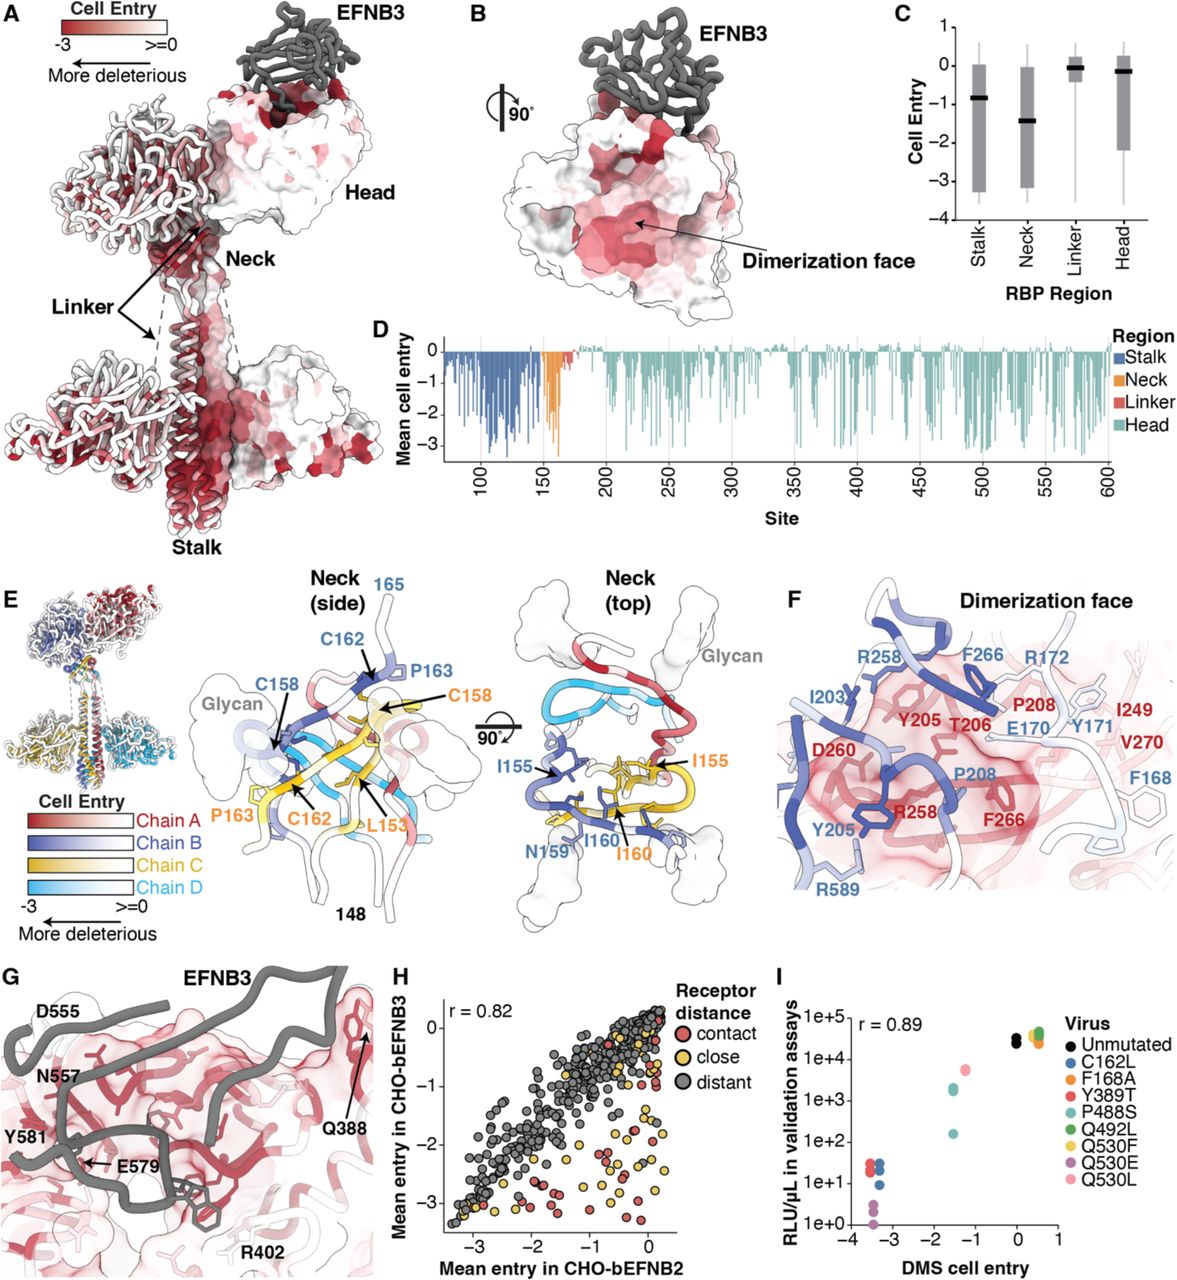 A
Cell Entry
-3
>=0
More deleterious
EFNB3
Head
Neck
Linker
Stalk
B
EFNB3
90°
Dimerization face
C
Cell Entry
1
0
−1
−2
−3
−4
Stalk
Neck
Linker
Head
RBP Region
D
Mean cell entry
0
−1
−2
−3
100
150
200
250
300
350
400
450
500
550
600
Site
Region
Stalk
Neck
Linker
Head
E
Cell Entry
Chain A
Chain B
Chain C
Chain D
-3
>=0
More deleterious
Neck
(side)
165
C162
P163
C158
C158
Glycan
P163
C162
L153
148
90°
Neck
(top)
Glycan
I155
I155
N159
I160
I160
F
Dimerization face
R258
F266
R172
I203
Y205
T206
P208
E170
Y171
I249
V270
D260
P208
F168
Y205
R258
F266
R589
G
EFNB3
D555
N557
Y581
E579
Q388
R402
H
r = 0.82
Mean entry in CHO-bEFNB3
0
−1
−2
−3
−3
−2
−1
0
Mean entry in CHO-bEFNB2
Receptor
distance
contact
close
distant
I
r = 0.89
RLU/μL in validation assays
1e+5
1e+4
1e+3
1e+2
1e+1
1e+0
−4
−3
−2
−1
0
1
DMS cell entry
Virus
Unmutated
C162L
F168A
Y389T
P488S
Q492L
Q530F
Q530E
Q530L